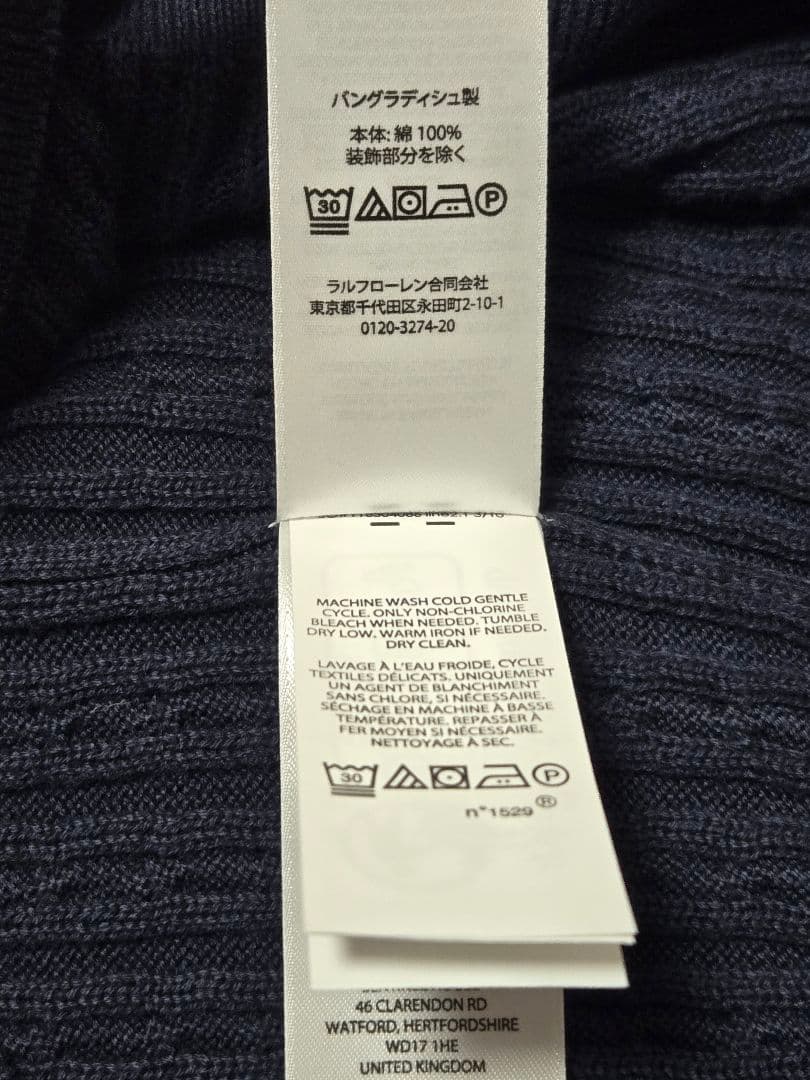 バングラディシュ製
本体: 綿 100%
装飾部分を除く
30 P
ラルフローレン合同会社
東京都千代田区永田町2-10-1
0120-3274-20
MACHINE WASH COLD GENTLE
CYCLE. ONLY NON-CHLORINE
BLEACH WHEN NEEDED. TUMBLE
DRY LOW. WARM IRON IF NEEDED.
DRY CLEAN.
LAVAGE À L'EAU FROIDE, CYCLE
TEXTILES DÉLICATS. UNIQUEMENT
UN AGENT DE BLANCHIMENT
SANS CHLORE, SI NÉCESSAIRE.
SÉCHAGE EN MACHINE À BASSE
TEMPÉRATURE. REPASSER À
FER MOYEN SI NÉCESSAIRE.
NETTOYAGE À SEC.
30 P
n°1529 ®
46 CLARENDON RD
WATFORD, HERTFORDSHIRE
WD17 1HE
UNITED KINGDOM